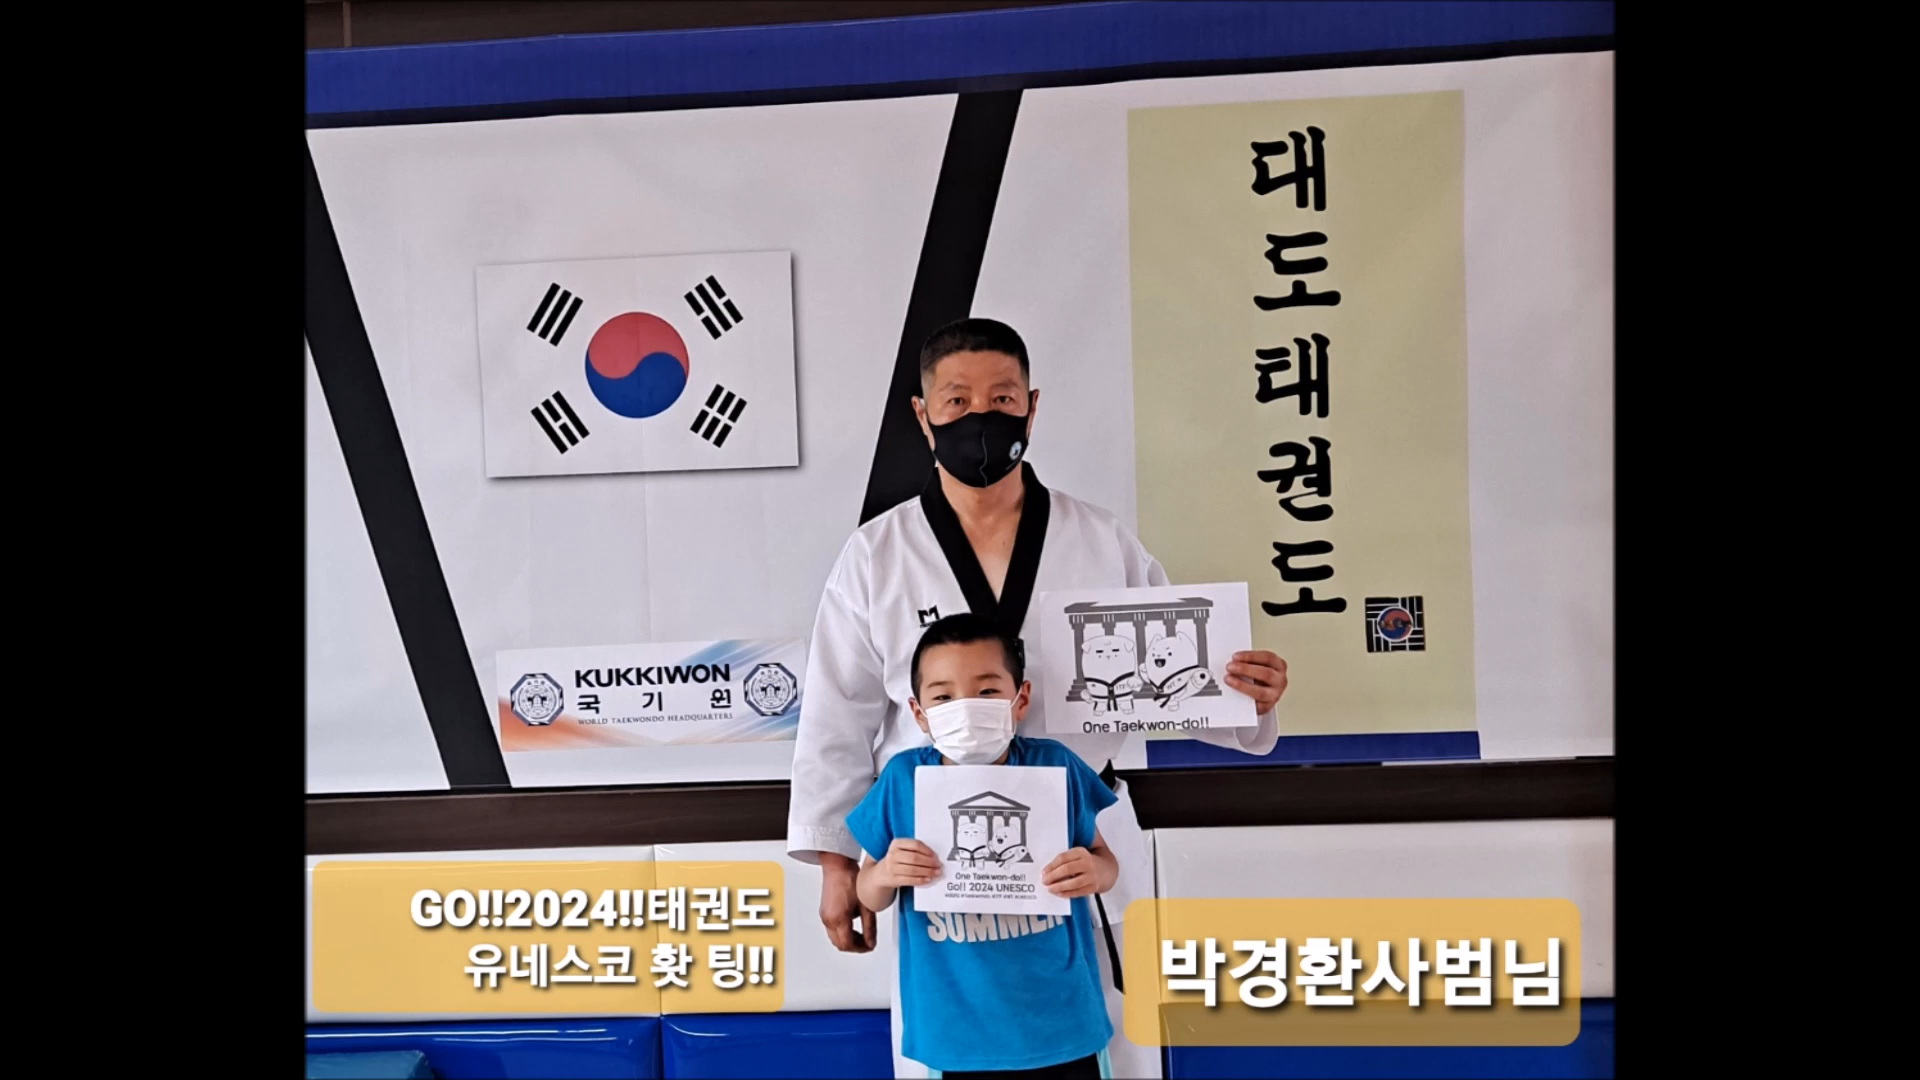 대도태권도
KUKKIWON
국 기 원
WORLD TAEKWONDO HEADQUARTERS
One Taekwon-do!!
One Taekwon-do!!
Go!! 2024 UNESCO
SUMMER
GO!!2024!!태권도
유네스코 홧 팅!!
박경환사범님